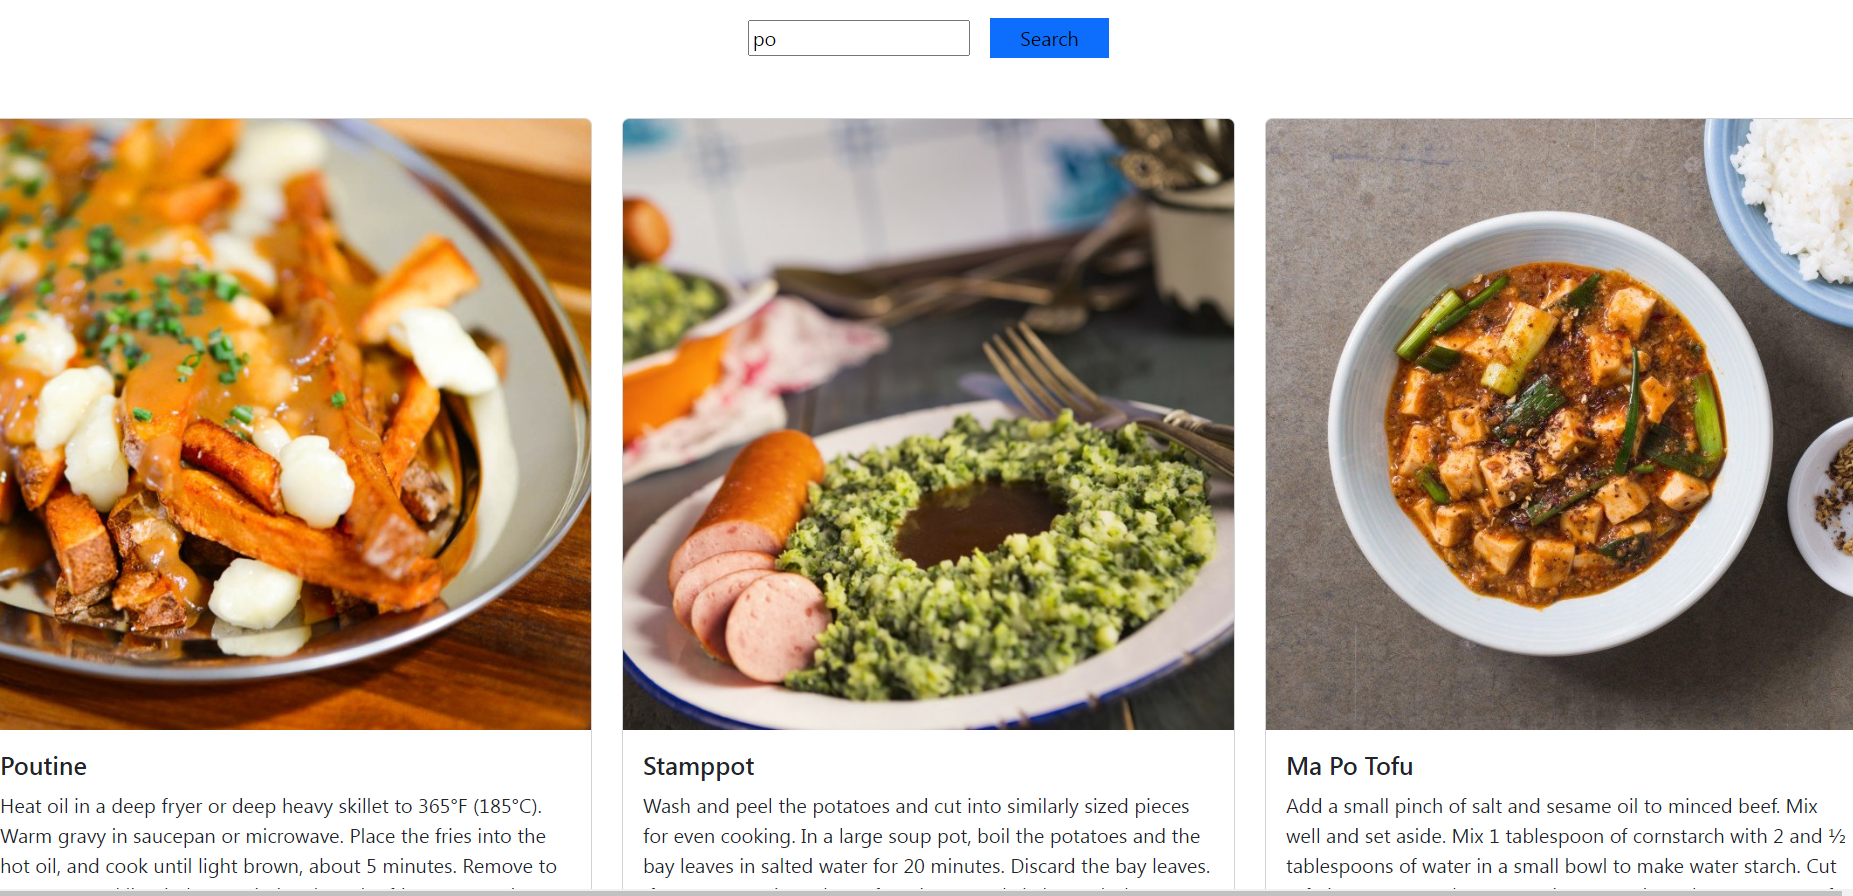 po
Search
Poutine
Heat oil in a deep fryer or deep heavy skillet to 365°F (185°C).
Warm gravy in saucepan or microwave. Place the fries into the
hot oil, and cook until light brown, about 5 minutes. Remove to
Stamppot
Wash and peel the potatoes and cut into similarly sized pieces
for even cooking. In a large soup pot, boil the potatoes and the
bay leaves in salted water for 20 minutes. Discard the bay leaves.
Ma Po Tofu
Add a small pinch of salt and sesame oil to minced beef. Mix
well and set aside. Mix 1 tablespoon of cornstarch with 2 and ½
tablespoons of water in a small bowl to make water starch. Cut